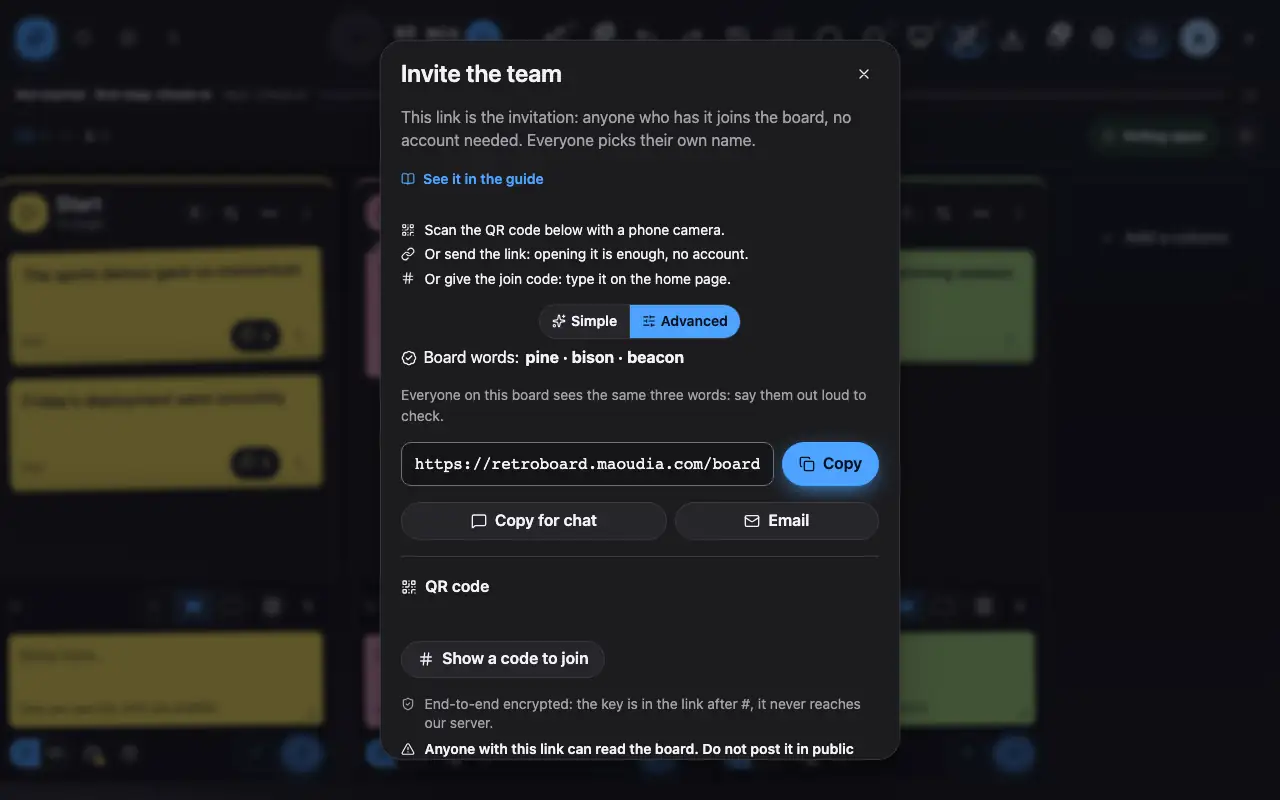 Invite the team
This link is the invitation: anyone who has it joins the board, no
account needed. Everyone picks their own name.
See it in the guide
Scan the QR code below with a phone camera.
Or send the link: opening it is enough, no account.
Or give the join code: type it on the home page.
Simple
Advanced
Board words: pine · bison · beacon
Everyone on this board sees the same three words: say them out loud to
check.
https://retroboard.maoudia.com/board
Copy
Copy for chat
Email
QR code
# Show a code to join
End-to-end encrypted: the key is in the link after #, it never reaches
our server.
Anyone with this link can read the board. Do not post it in public
Start
Add a column